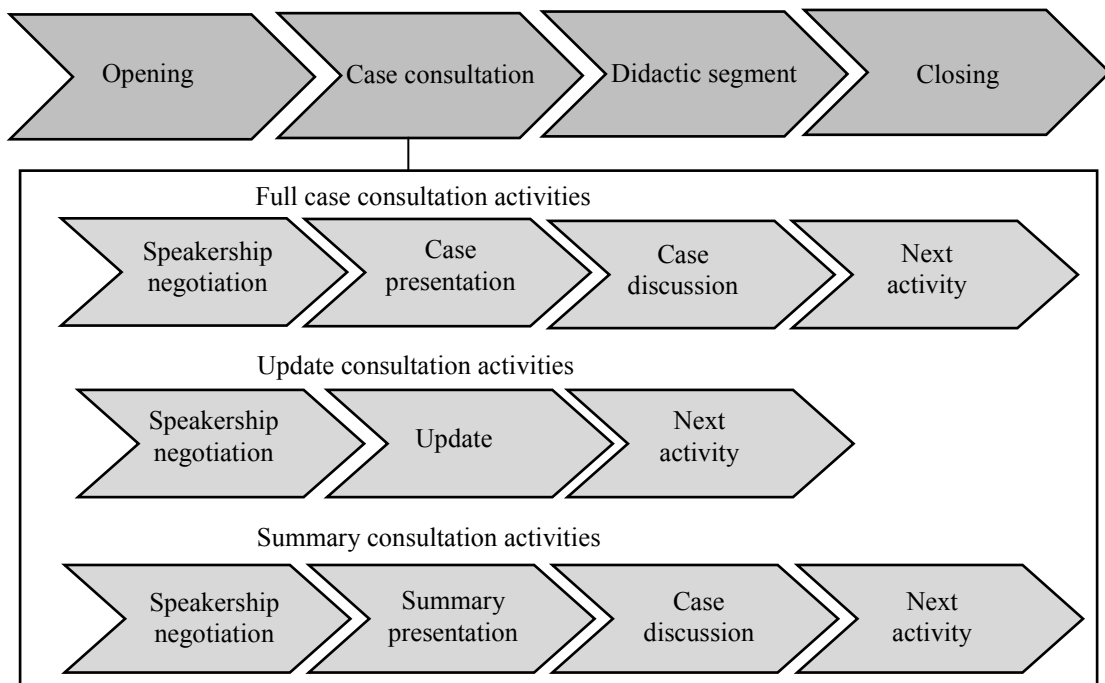 Opening
Case consultation
Didactic segment
Closing
Full case consultation activities
Speakership
negotiation
Case
presentation
Case
discussion
Next
activity
Update consultation activities
Speakership
negotiation
Update
Next
activity
Summary consultation activities
Speakership
negotiation
Summary
presentation
Case
discussion
Next
activity